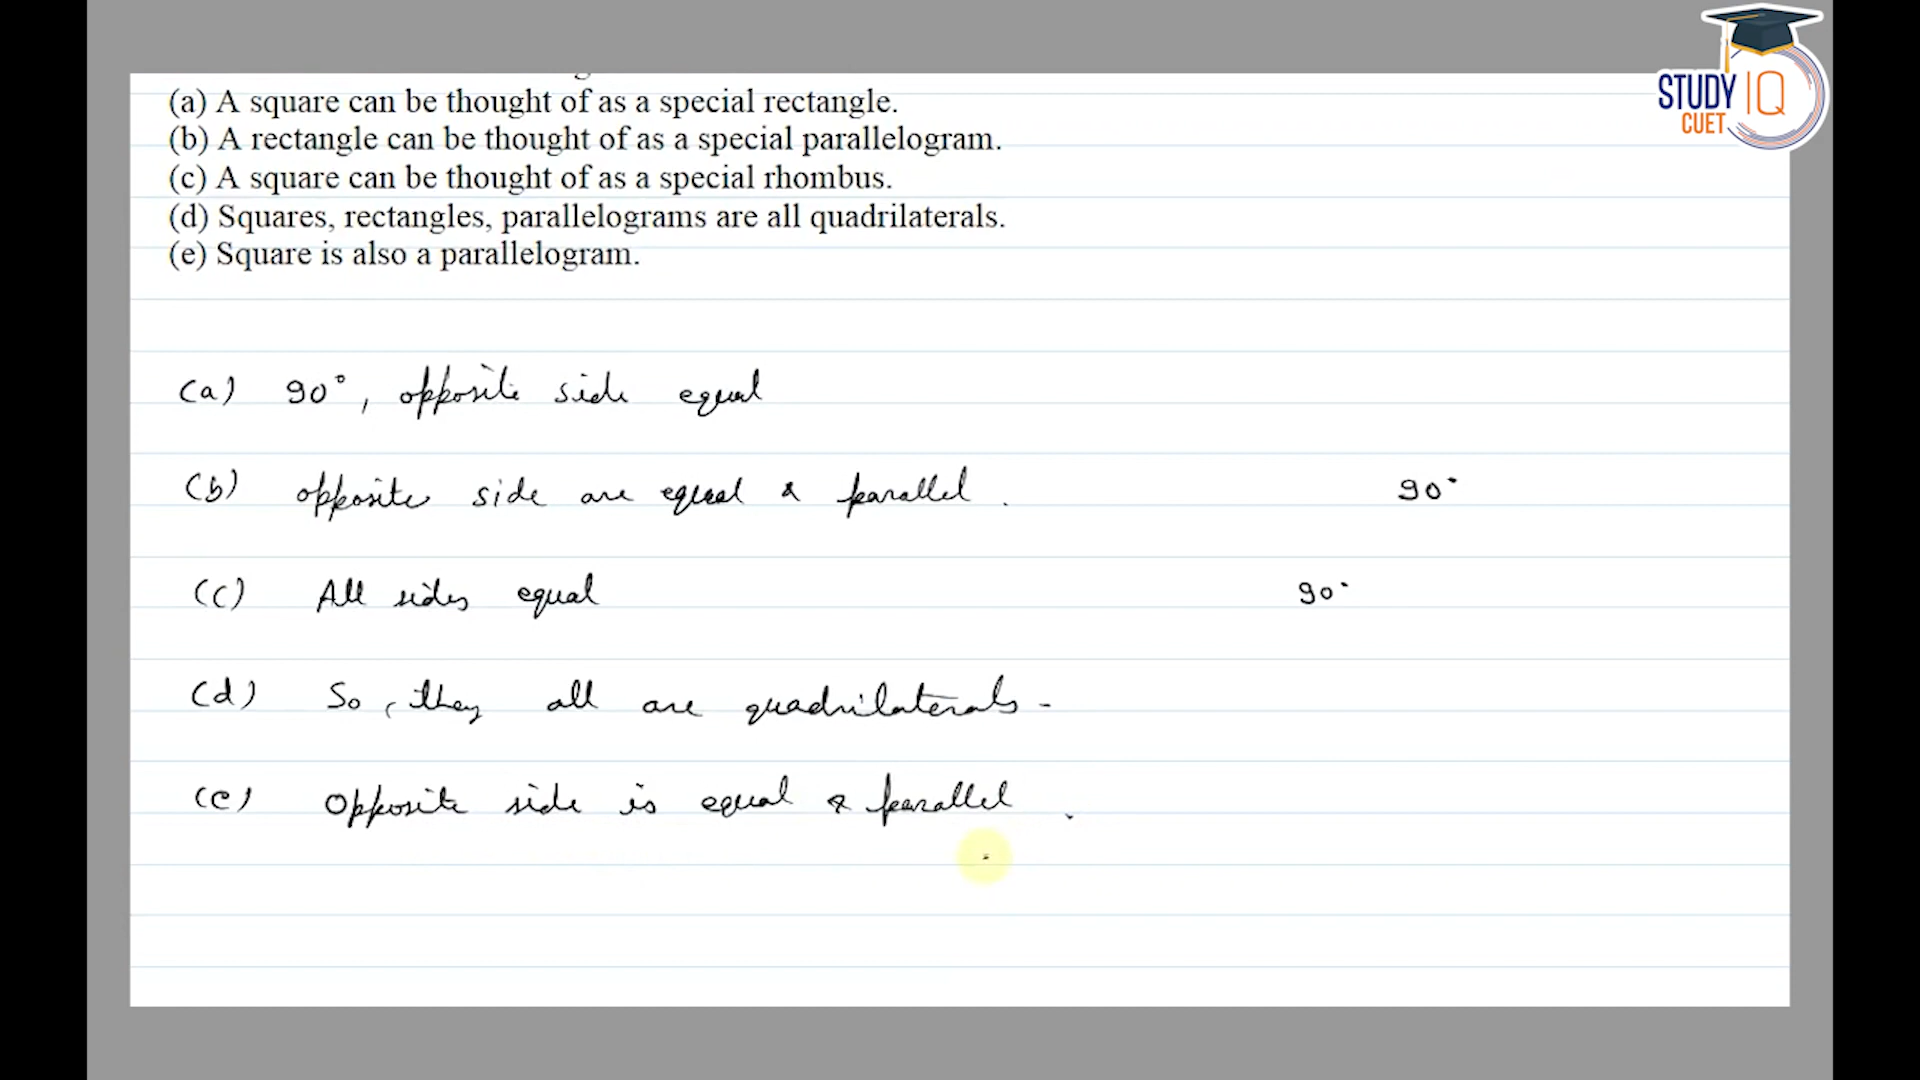 STUDY IQ
CUET
(a) A square can be thought of as a special rectangle.
(b) A rectangle can be thought of as a special parallelogram.
(c) A square can be thought of as a special rhombus.
(d) Squares, rectangles, parallelograms are all quadrilaterals.
(e) Square is also a parallelogram.
(a) 90°, opposite side equal
(b) opposite side are equal & parallel. 90°
(c) All sides equal 90°
(d) So, they all are quadrilaterals.
(e) Opposite side is equal & parallel.